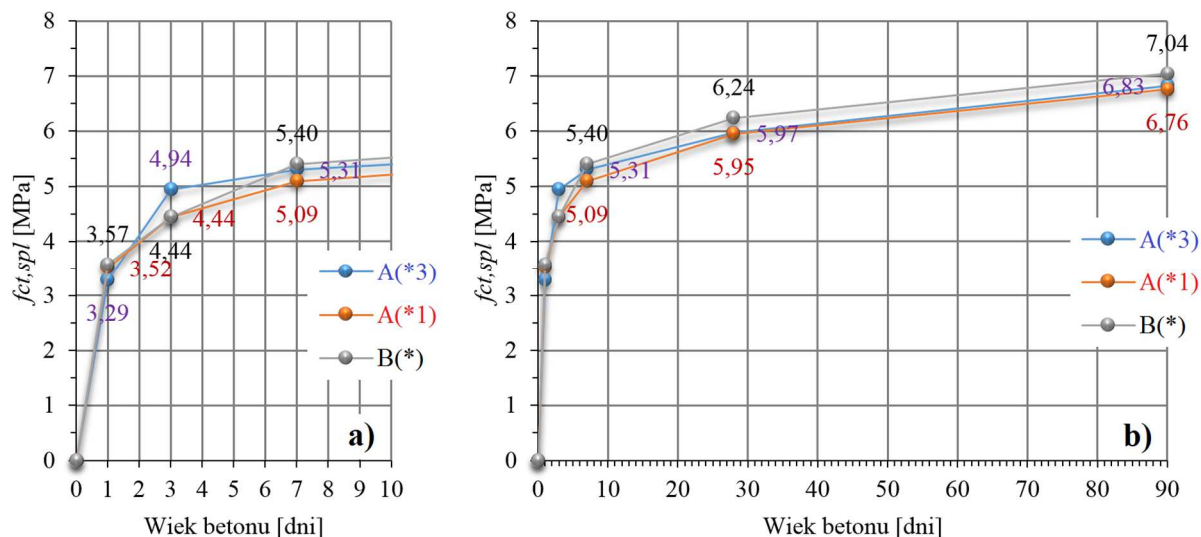 fct,spl [MPa]
8
7
6
5
4
3
2
1
0
4,94
5,40
5,31
5,09
4,44
4,44
3,57
3,52
3,29
A(*3)
A(*1)
B(*)
a)
0 1 2 3 4 5 6 7 8 9 10
Wiek betonu [dni]
fct,spl [MPa]
8
7
6
5
4
3
2
1
0
7,04
6,83
6,76
6,24
5,97
5,95
5,40
5,31
5,09
A(*3)
A(*1)
B(*)
b)
0 10 20 30 40 50 60 70 80 90
Wiek betonu [dni]